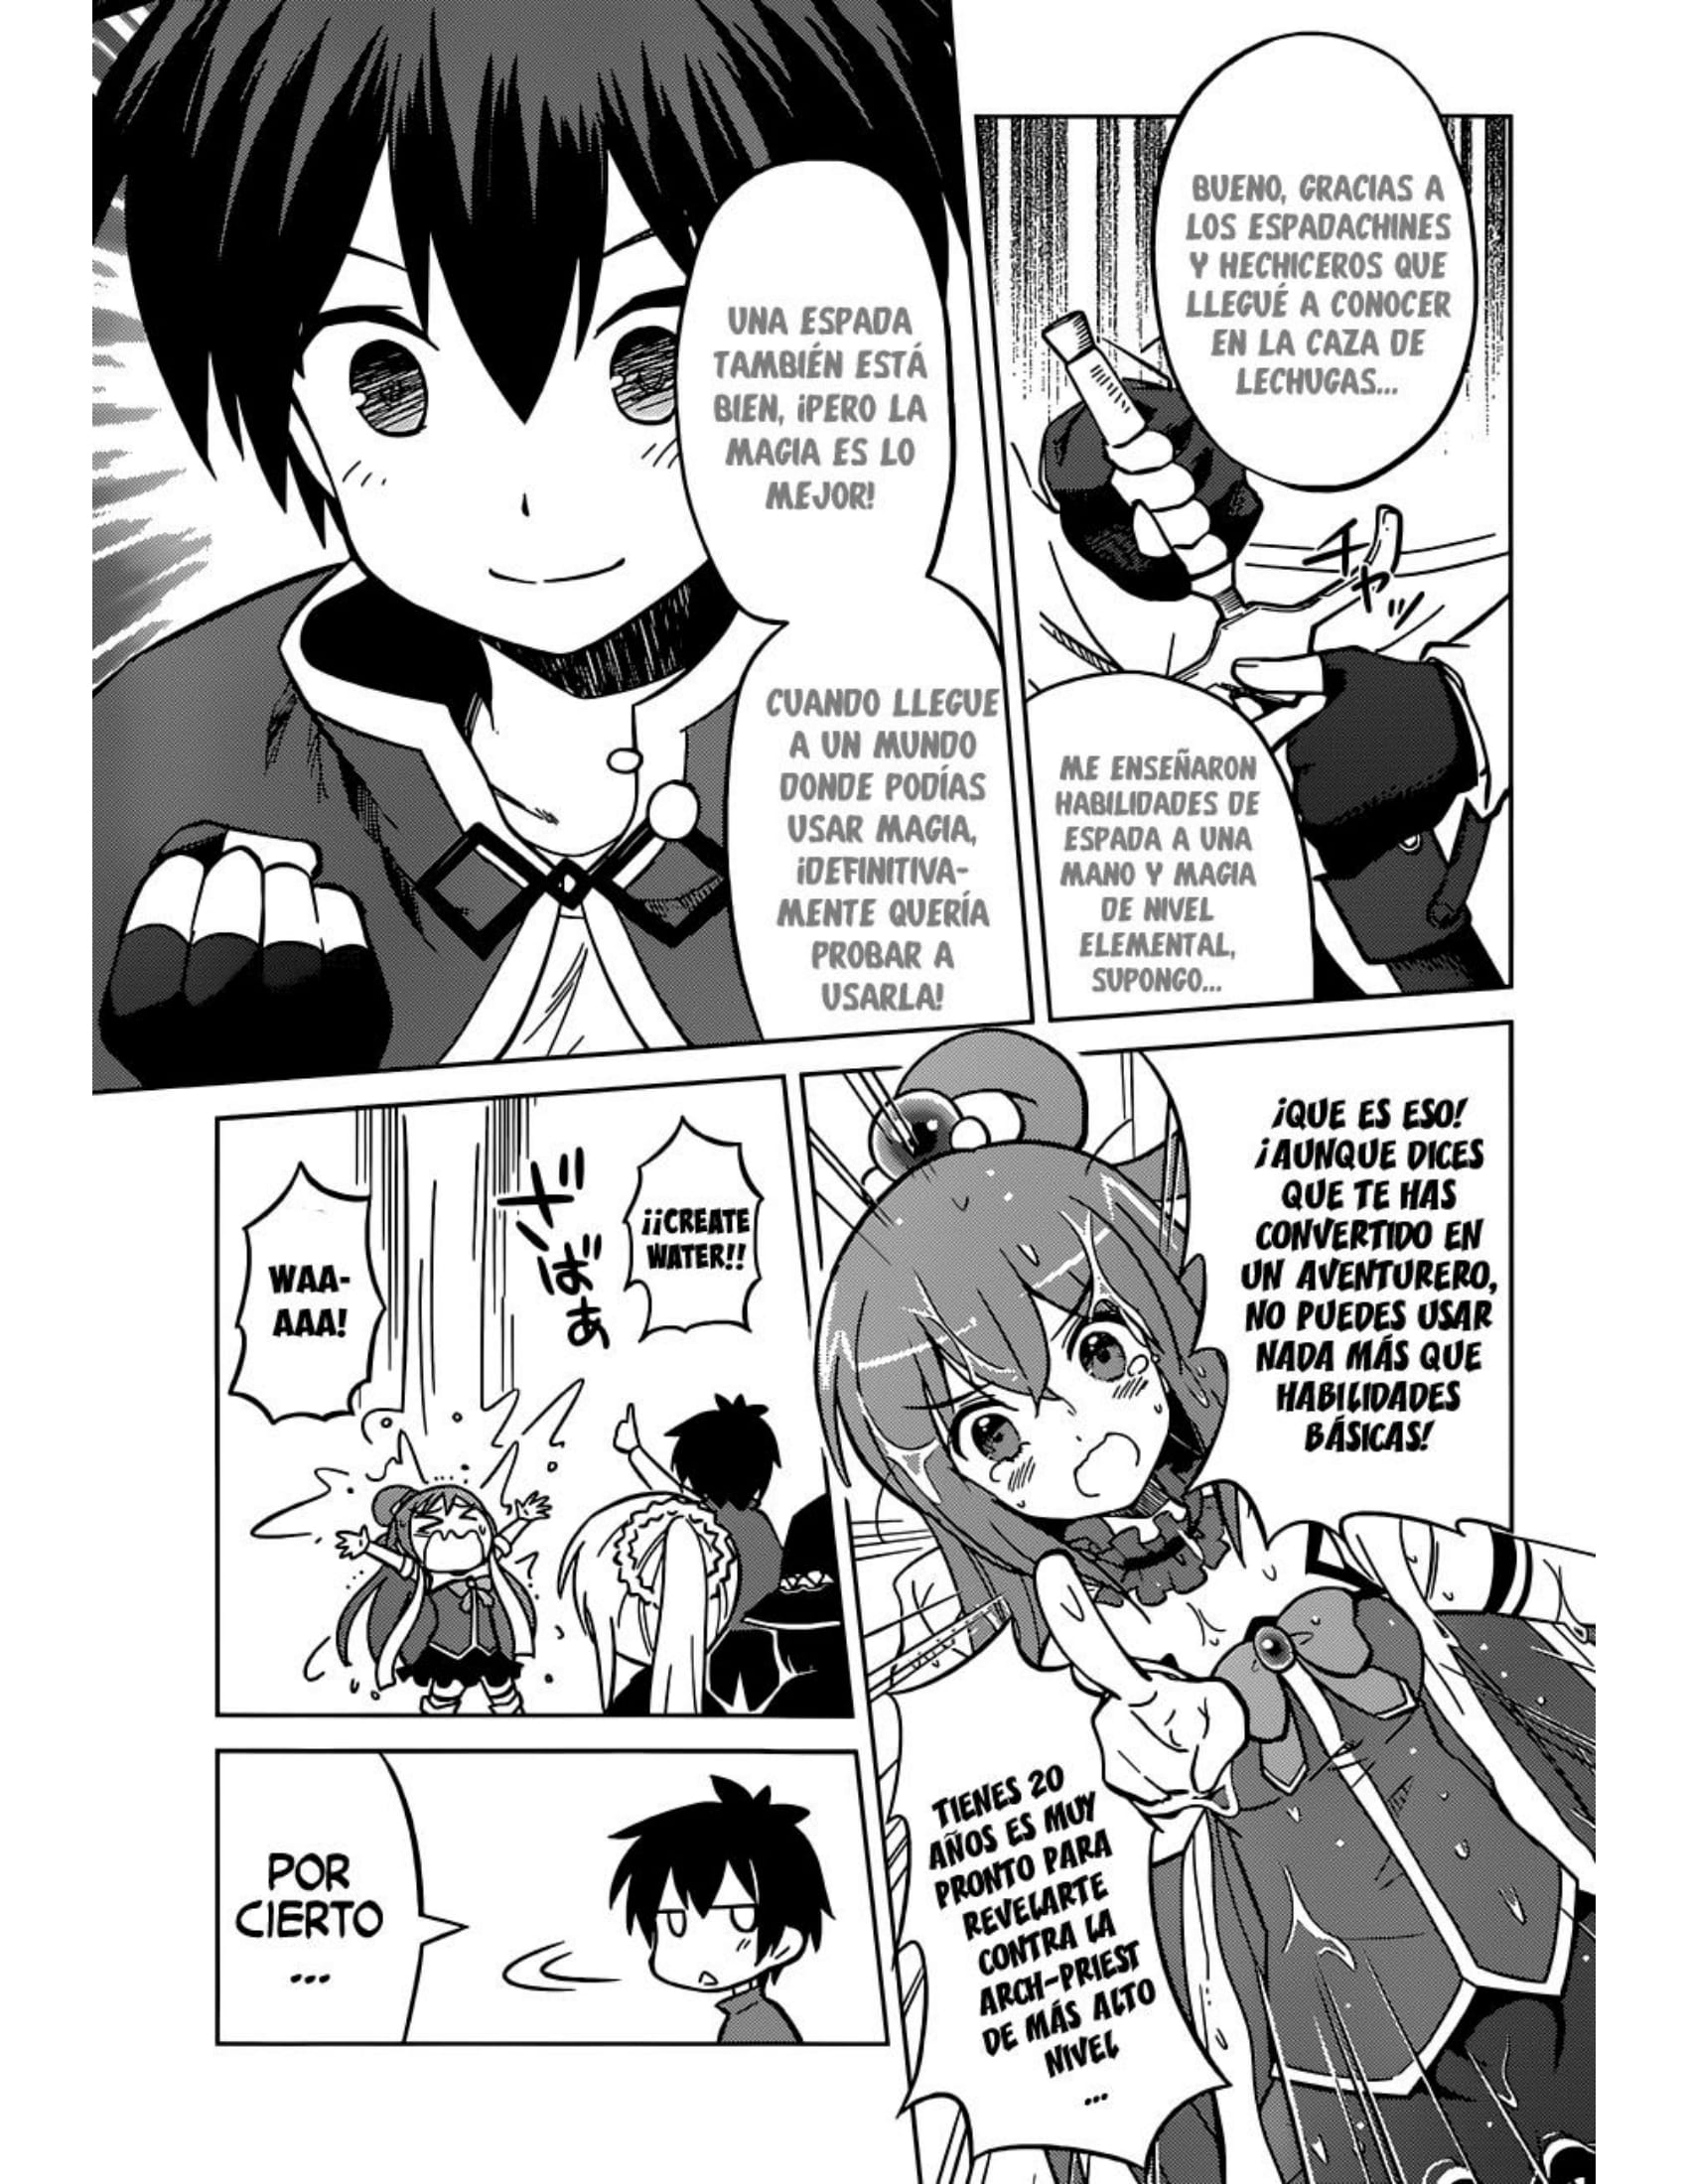 BUENO, GRACIAS A
LOS ESPADACHINES
Y HECHICEROS QUE
LLEGUÉ A CONOCER
EN LA CAZA DE
LECHUGAS...
チャッ
ME ENSEÑARON
HABILIDADES DE
ESPADA A UNA
MANO Y MAGIA
DE NIVEL
ELEMENTAL,
SUPONGO...
UNA ESPADA
TAMBIÉN ESTÁ
BIEN, ¡PERO LA
MAGIA ES LO
MEJOR!
CUANDO LLEGUE
A UN MUNDO
DONDE PODÍAS
USAR MAGIA,
¡DEFINITIVA-
MENTE QUERÍA
PROBAR A
USARLA!
¡QUE ES ESO!
¡AUNQUE DICES
QUE TE HAS
CONVERTIDO EN
UN AVENTURERO,
NO PUEDES USAR
NADA MÁS QUE
HABILIDADES
BÁSICAS!
TIENES 20
AÑOS ES MUY
PRONTO PARA
REVELARTE
CONTRA LA
ARCH-PRIEST
DE MÁS ALTO
NIVEL
...
¡¡CREATE
WATER!!
ざばぁ
WAA-
AAA!
POR
CIERTO
...